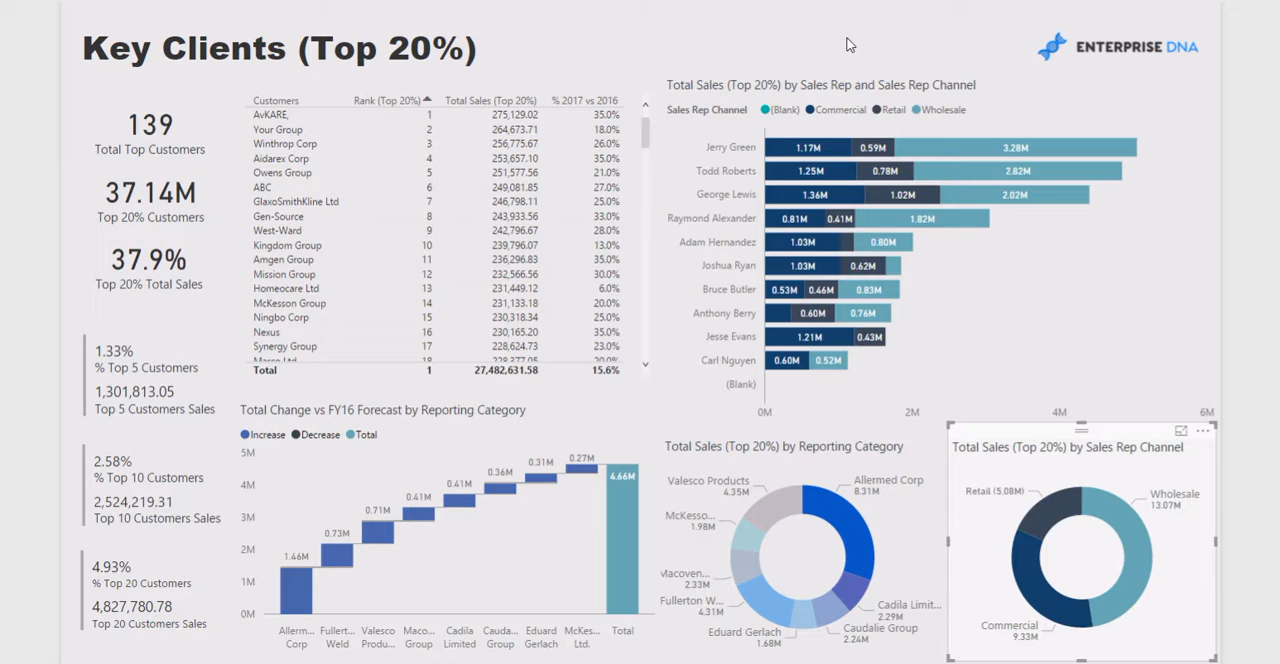 Key Clients (Top 20%)
ENTERPRISE DNA
139
Total Top Customers
37.14M
Top 20% Customers
37.9%
Top 20% Total Sales
1.33%
% Top 5 Customers
1,301,813.05
Top 5 Customers Sales
2.58%
% Top 10 Customers
2,524,219.31
Top 10 Customers Sales
4.93%
% Top 20 Customers
4,827,780.78
Top 20 Customers Sales
Customers Rank (Top 20%) Total Sales (Top 20%) % 2017 vs 2016
AvKARE, 1 275,129.02 35.0%
Your Group 2 264,673.71 18.0%
Winthrop Corp 3 256,775.67 26.0%
Aidarex Corp 4 253,657.10 35.0%
Owens Group 5 251,577.56 21.0%
ABC 6 249,081.85 27.0%
GlaxoSmithKline Ltd 7 246,798.11 25.0%
Gen-Source 8 243,933.56 33.0%
West-Ward 9 242,796.67 28.0%
Kingdom Group 10 239,796.07 13.0%
Amgen Group 11 236,296.83 35.0%
Mission Group 12 232,566.56 30.0%
Homeocare Ltd 13 231,449.12 6.0%
McKesson Group 14 231,133.18 20.0%
Ningbo Corp 15 230,318.34 25.0%
Nexus 16 230,165.20 35.0%
Synergy Group 17 228,624.73 23.0%
18 228,377.05 20.0%
Total 1 27,482,631.58 15.6%
Total Sales (Top 20%) by Sales Rep and Sales Rep Channel
Sales Rep Channel (Blank) Commercial Retail Wholesale
Jerry Green 1.17M 0.59M 3.28M
Todd Roberts 1.25M 0.78M 2.82M
George Lewis 1.36M 1.02M 2.02M
Raymond Alexander 0.81M 0.41M 1.82M
Adam Hernandez 1.03M 0.80M
Joshua Ryan 1.03M 0.62M
Bruce Butler 0.53M 0.46M 0.83M
Anthony Berry 0.60M 0.76M
Jesse Evans 1.21M 0.43M
Carl Nguyen 0.60M 0.52M
(Blank)
0M 2M 4M 6M
Total Change vs FY16 Forecast by Reporting Category
Increase Decrease Total
5M
4M
3M
2M
1M
0M
1.46M 0.73M 0.71M 0.41M 0.41M 0.36M 0.31M 0.27M 4.66M
Allerm... Fullert... Valesco Maco... Cadila Cauda... Eduard McKes... Total
Corp Weld Produ... Group Limited Group Gerlach Ltd.
Total Sales (Top 20%) by Reporting Category
Allermed Corp
8.31M
Cadila Limit...
2.29M
Caudalie Group
2.24M
Eduard Gerlach
1.68M
Fullerton W...
4.31M
Macoven...
2.33M
McKesso...
1.98M
Valesco Products
4.35M
Total Sales (Top 20%) by Sales Rep Channel
Retail (5.08M)
Wholesale
13.07M
Commercial
9.33M